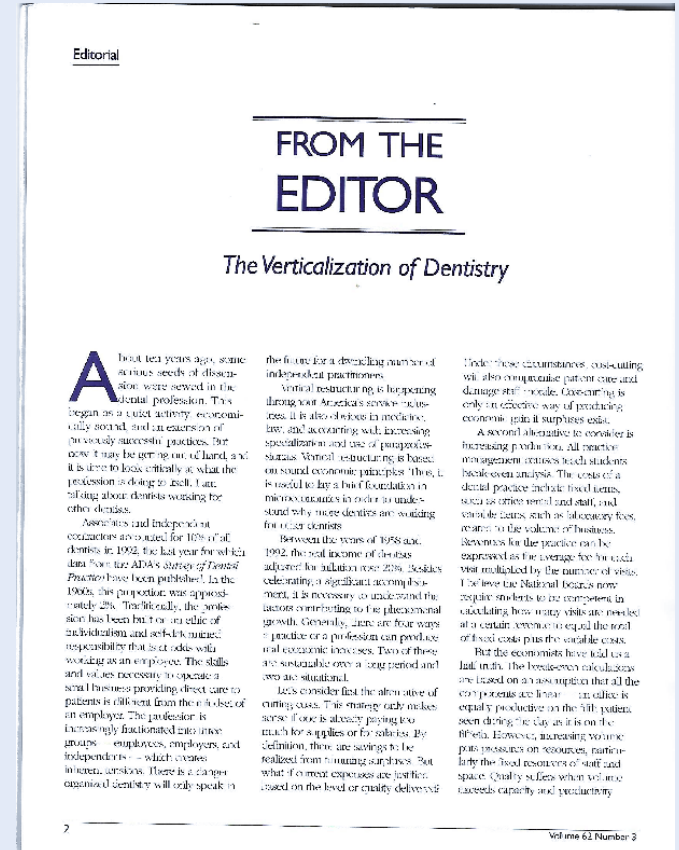 Editorial
FROM THE
EDITOR
The Verticalization of Dentistry
About ten years ago, some
serious seeds of dissen-
sion were sewed in the
dental profession. This
began as a quiet activity, economi-
cally sound, and an extension of
previously successful practices. But
now it may be getting out of hand, and
it is time to look critically at what the
profession is doing to itself. I am
talking about dentists working for
other dentists.
Associates and independent
contractors accounted for 16% of all
dentists in 1992, the last year for which
data from the ADA's Survey of Dental
Practice have been published. In the
1960s, this proportion was approxi-
mately 2%. Traditionally, the profes-
sion has been built on an ethic of
individualism and self-determined
responsibility that is at odds with
working as an employee. The skills
and values necessary to operate a
small business providing direct care to
patients is different from the mindset of
an employer. The profession is
increasingly fractionated into three
groups — employees, employers, and
independents — which creates
inherent tensions. There is a danger
organized dentistry will only speak in
the future for a dwindling number of
independent practitioners.
Vertical restructuring is happening
throughout America's service indus-
tries. It is also obvious in medicine,
law, and accounting with increasing
specialization and use of paraprofes-
sionals. Vertical restructuring is based
on sound economic principles. Thus, it
is useful to lay a brief foundation in
microeconomics in order to under-
stand why more dentists are working
for other dentists.
Between the years of 1958 and
1992, the real income of dentists
adjusted for inflation rose 20%. Besides
celebrating a significant accomplish-
ment, it is necessary to understand the
factors contributing to the phenomenal
growth. Generally, there are four ways
a practice or a profession can produce
real economic increases. Two of these
are sustainable over a long period and
two are situational.
Let's consider first the alternative of
cutting costs. This strategy only makes
sense if one is already paying too
much for supplies or for salaries. By
definition, there are savings to be
realized from trimming surpluses. But
what if current expenses are justified
based on the level or quality delivered?
Under these circumstances, cost-cutting
will also compromise patient care and
damage staff morale. Cost-cutting is
only an effective way of producing
economic gain if surpluses exist.
A second alternative to consider is
increasing production. All practice
management courses teach students
break-even analysis. The costs of a
dental practice include fixed items,
such as office rental and staff, and
variable items, such as laboratory fees,
related to the volume of business.
Revenues for the practice can be
expressed as the average fee for each
visit multiplied by the number of visits.
I believe the National Boards now
require students to be competent in
calculating how many visits are needed
at a certain revenue to equal the total
of fixed costs plus the variable costs.
But the economists have told us a
half truth. The break-even calculations
are based on an assumption that all the
components are linear — an office is
equally productive on the fifth patient
seen during the day as it is on the
fiftieth. However, increasing volume
puts pressures on resources, particu-
larly the fixed resources of staff and
space. Quality suffers when volume
exceeds capacity and productivity
2
Volume 62 Number 3